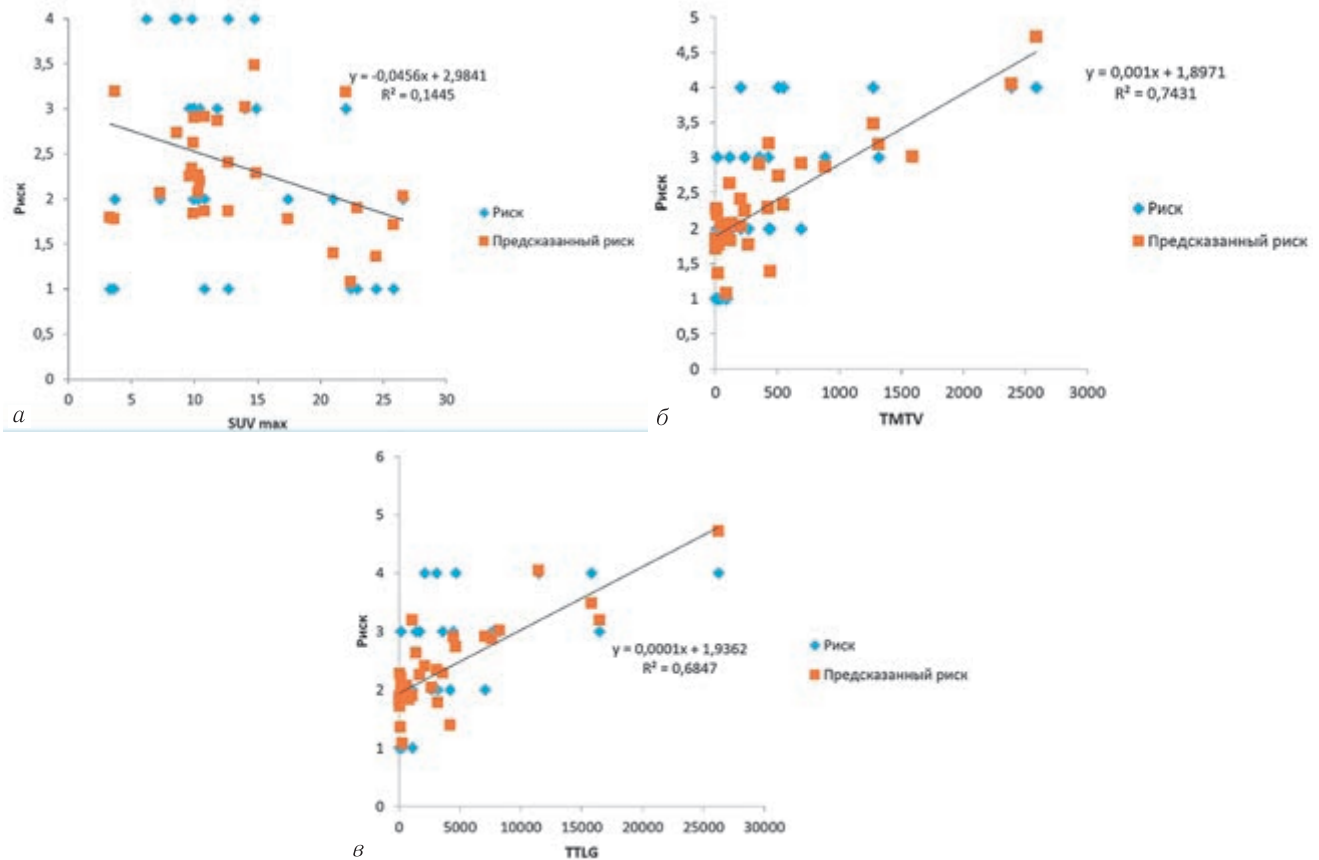 4
3,5
3
2,5
2
1,5
1
0,5
0
Риск
0 5 10 15 20 25 30
SUV max
y = -0,0456x + 2,9841
R² = 0,1445
Риск
Предсказанный риск
а
5
4,5
4
3,5
3
2,5
2
1,5
1
0,5
0
Риск
0 500 1000 1500 2000 2500 3000
TMTV
y = 0,001x + 1,8971
R² = 0,7431
Риск
Предсказанный риск
б
6
5
4
3
2
1
0
Риск
0 5000 10000 15000 20000 25000 30000
TTLG
y = 0,0001x + 1,9362
R² = 0,6847
Риск
Предсказанный риск
в